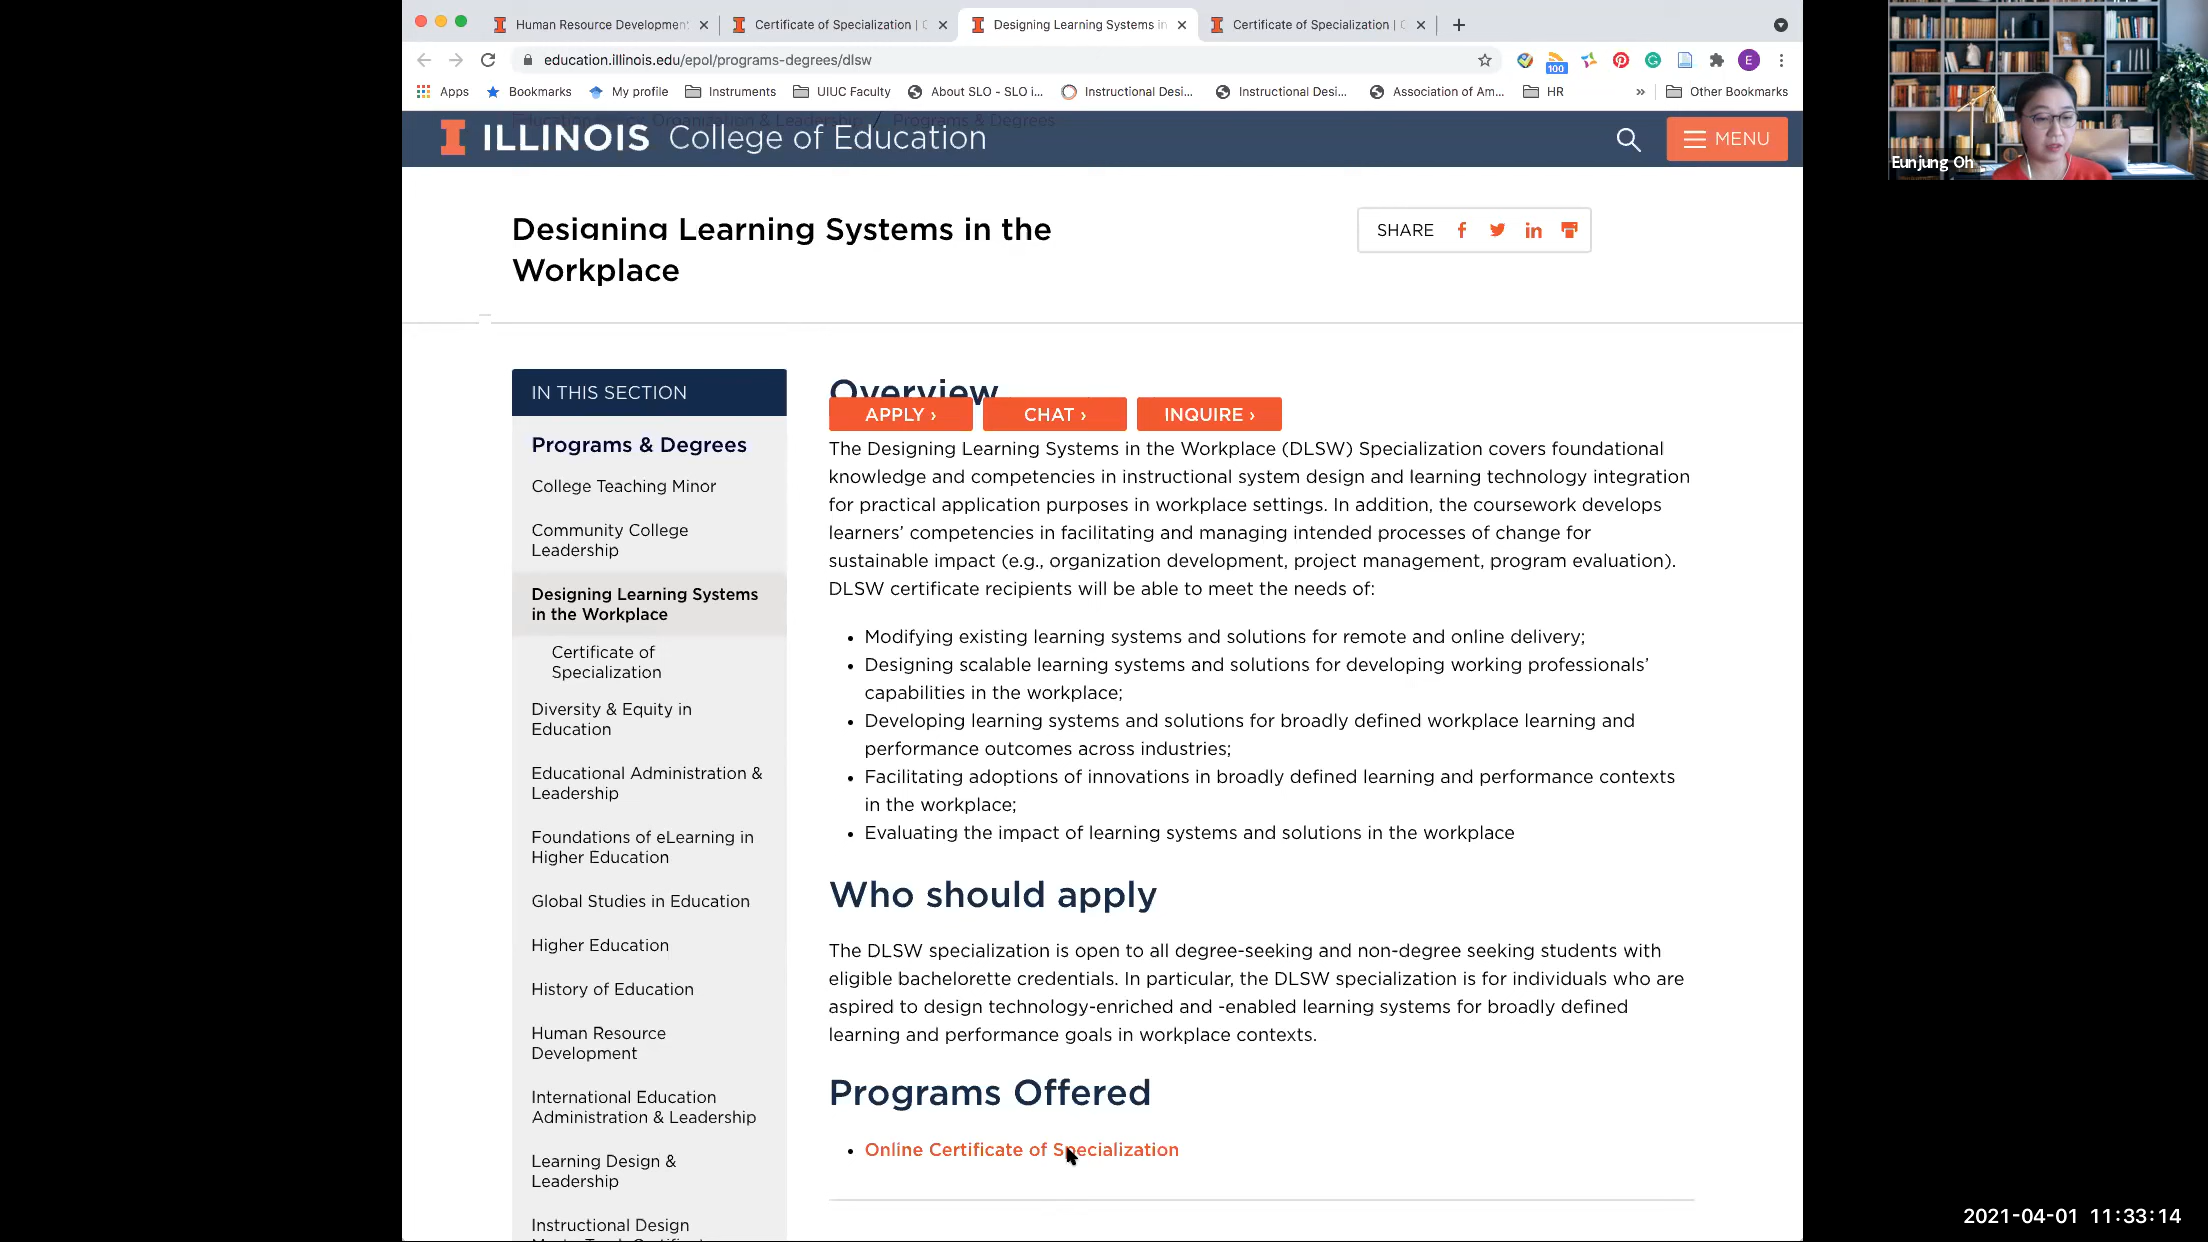 Human Resource Developmen
Certificate of Specialization |
Designing Learning Systems in
Certificate of Specialization |
education.illinois.edu/epol/programs-degrees/dlsw
100
E
Apps
Bookmarks
My profile
Instruments
UIUC Faculty
About SLO - SLO i...
Instructional Desi...
Instructional Desi...
Association of Am...
HR
»
Other Bookmarks
Education Policy, Organization & Leadership / Programs & Degrees
ILLINOIS College of Education
MENU
Eunjung Oh
Designing Learning Systems in the
Workplace
SHARE
IN THIS SECTION
Programs & Degrees
College Teaching Minor
Community College
Leadership
Designing Learning Systems
in the Workplace
Certificate of
Specialization
Diversity & Equity in
Education
Educational Administration &
Leadership
Foundations of eLearning in
Higher Education
Global Studies in Education
Higher Education
History of Education
Human Resource
Development
International Education
Administration & Leadership
Learning Design &
Leadership
Instructional Design
Overview
APPLY ›
CHAT ›
INQUIRE ›
The Designing Learning Systems in the Workplace (DLSW) Specialization covers foundational
knowledge and competencies in instructional system design and learning technology integration
for practical application purposes in workplace settings. In addition, the coursework develops
learners’ competencies in facilitating and managing intended processes of change for
sustainable impact (e.g., organization development, project management, program evaluation).
DLSW certificate recipients will be able to meet the needs of:
• Modifying existing learning systems and solutions for remote and online delivery;
• Designing scalable learning systems and solutions for developing working professionals’
capabilities in the workplace;
• Developing learning systems and solutions for broadly defined workplace learning and
performance outcomes across industries;
• Facilitating adoptions of innovations in broadly defined learning and performance contexts
in the workplace;
• Evaluating the impact of learning systems and solutions in the workplace
Who should apply
The DLSW specialization is open to all degree-seeking and non-degree seeking students with
eligible bachelorette credentials. In particular, the DLSW specialization is for individuals who are
aspired to design technology-enriched and -enabled learning systems for broadly defined
learning and performance goals in workplace contexts.
Programs Offered
• Online Certificate of Specialization
2021-04-01 11:33:14